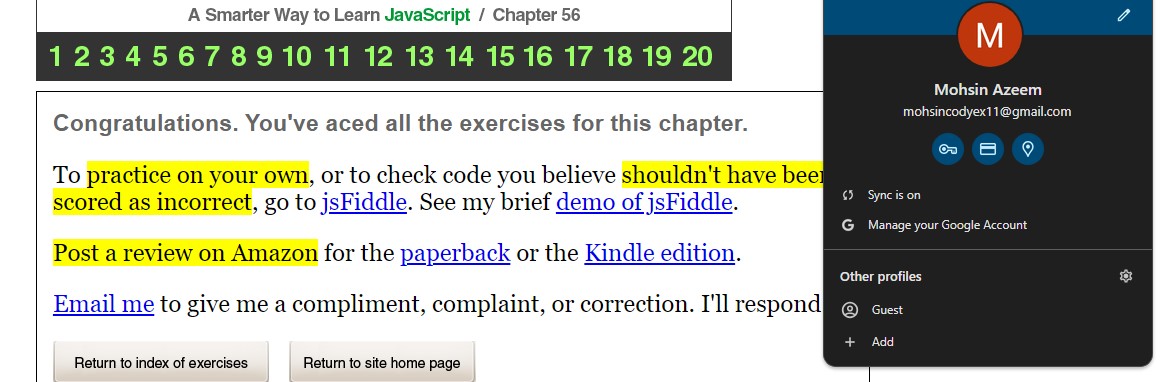 A Smarter Way to Learn JavaScript / Chapter 56
1 2 3 4 5 6 7 8 9 10 11 12 13 14 15 16 17 18 19 20
Congratulations. You've aced all the exercises for this chapter.
To practice on your own, or to check code you believe shouldn't have been
scored as incorrect, go to jsFiddle. See my brief demo of jsFiddle.
Post a review on Amazon for the paperback or the Kindle edition.
Email me to give me a compliment, complaint, or correction. I'll respond
Return to index of exercises
Return to site home page
M
Mohsin Azeem
mohsincodyex11@gmail.com
Sync is on
G Manage your Google Account
Other profiles
Guest
+ Add